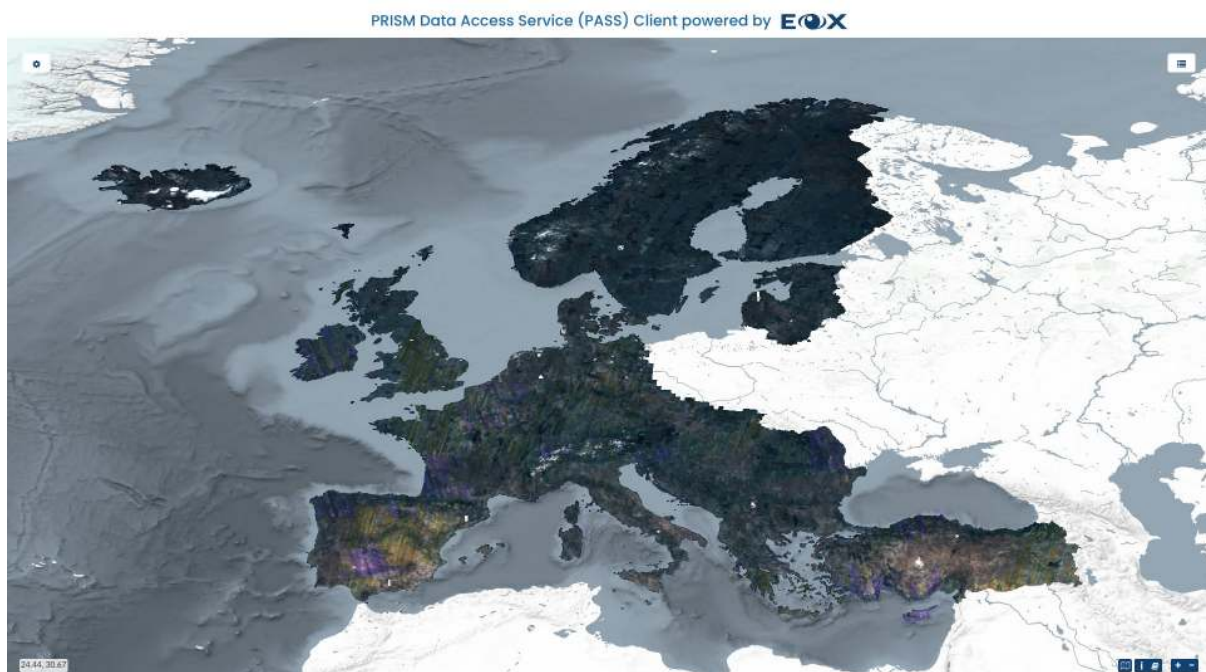 PRISM Data Access Service (PASS) Client powered by EOX
24.44, 30.67